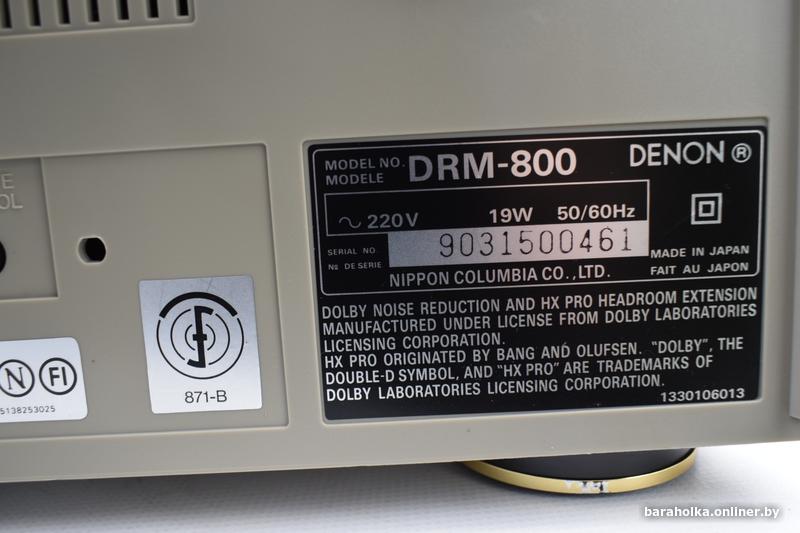 E
OL
MODEL NO.
MODELE
DRM-800
DENON®
~ 220V 19W 50/60Hz
SERIAL NO
№ DE SERIE
9031500461
MADE IN JAPAN
FAIT AU JAPON
NIPPON COLUMBIA CO.,LTD.
DOLBY NOISE REDUCTION AND HX PRO HEADROOM EXTENSION
MANUFACTURED UNDER LICENSE FROM DOLBY LABORATORIES
LICENSING CORPORATION.
HX PRO ORIGINATED BY BANG AND OLUFSEN. "DOLBY", THE
DOUBLE-D SYMBOL, AND "HX PRO" ARE TRADEMARKS OF
DOLBY LABORATORIES LICENSING CORPORATION.
1330106013
871-B
N FI
5138253025
baraholka.onliner.by